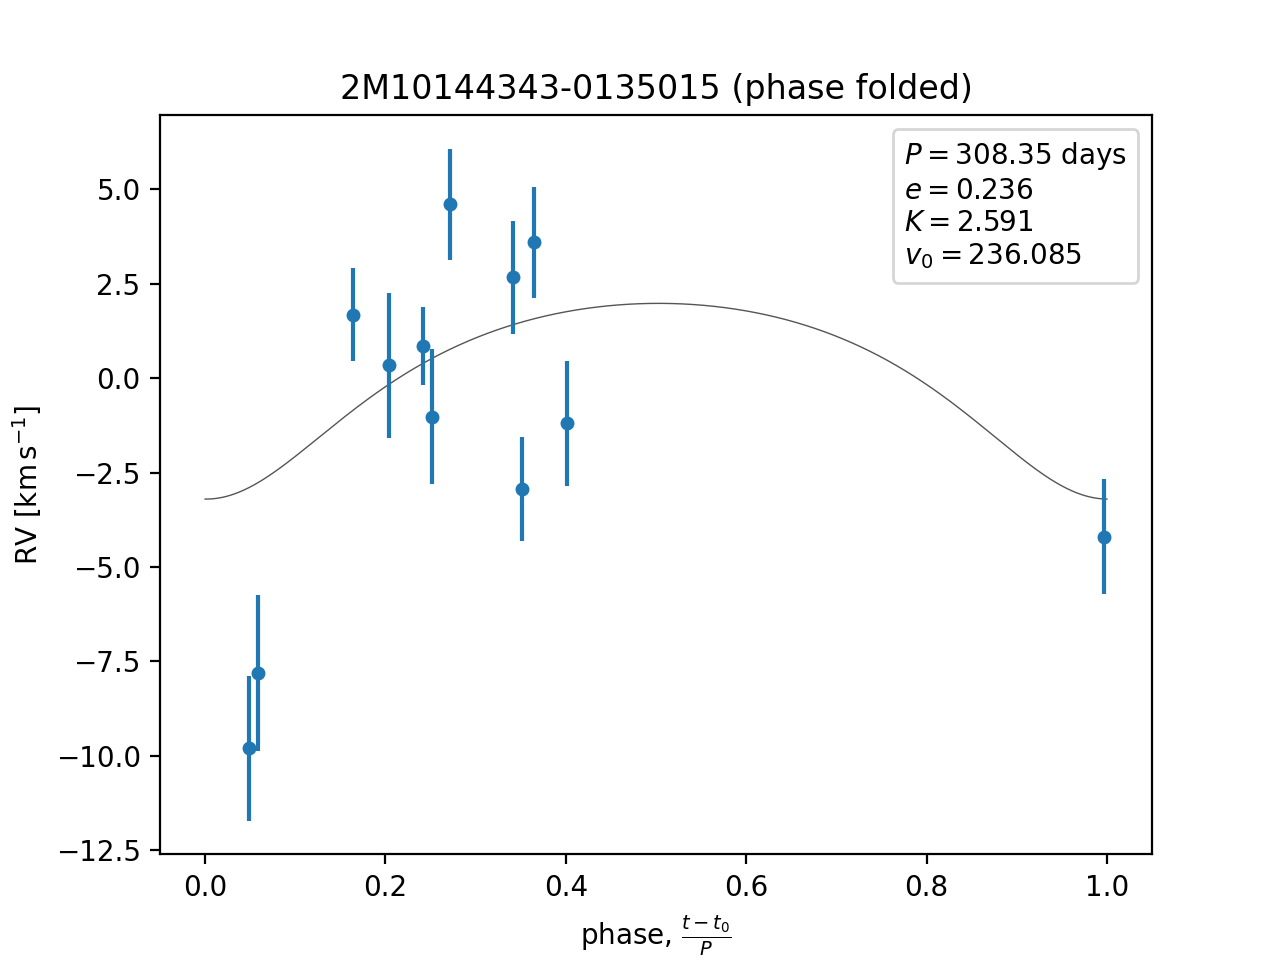 2M10144343-0135015 (phase folded)
P = 308.35 days
e = 0.236
K = 2.591
v₀ = 236.085
5.0
2.5
0.0
−2.5
−5.0
−7.5
−10.0
−12.5
RV [km s⁻¹]
0.0 0.2 0.4 0.6 0.8 1.0
phase, (t − t₀)/P